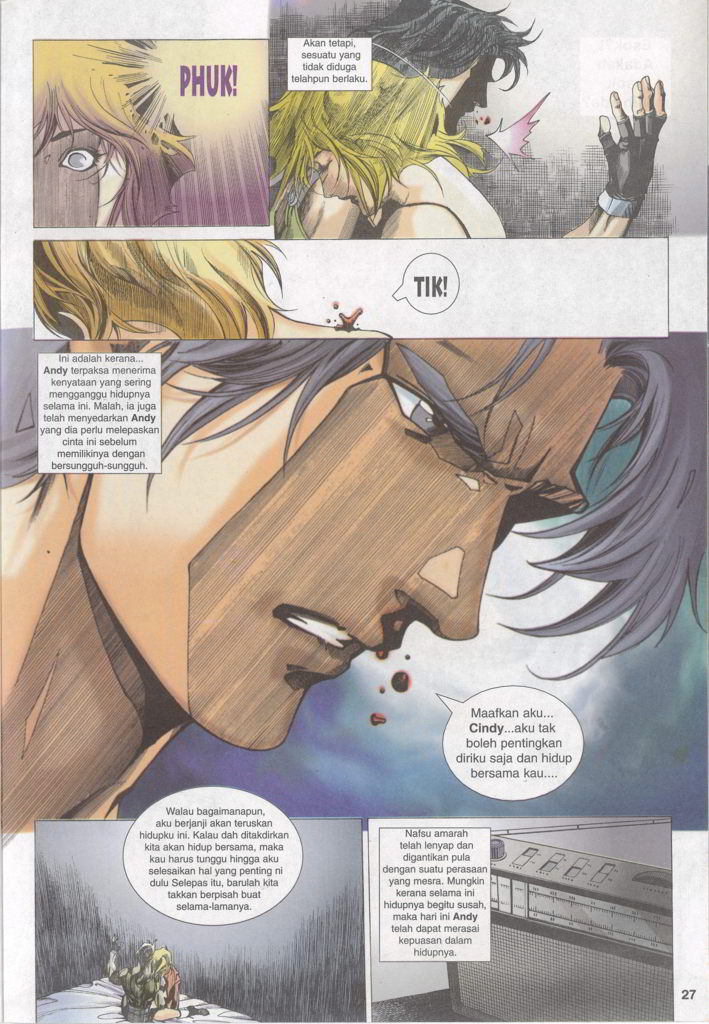 PHUK!
Akan tetapi,
sesuatu yang
tidak diduga
telahpun berlaku.
TIK!
Ini adalah kerana...
Andy terpaksa menerima
kenyataan yang sering
mengganggu hidupnya
selama ini. Malah, ia juga
telah menyedarkan Andy
yang dia perlu melepaskan
cinta ini sebelum
memilikinya dengan
bersungguh-sungguh.
Maafkan aku...
Cindy...aku tak
boleh pentingkan
diriku saja dan hidup
bersama kau....
Walau bagaimanapun,
aku berjanji akan teruskan
hidupku ini. Kalau dah ditakdirkan
kita akan hidup bersama, maka
kau harus tunggu hingga aku
selesaikan hal yang penting ni
dulu Selepas itu, barulah kita
takkan berpisah buat
selama-lamanya.
Nafsu amarah
telah lenyap dan
digantikan pula
dengan suatu perasaan
yang mesra. Mungkin
kerana selama ini
hidupnya begitu susah,
maka hari ini Andy
telah dapat merasai
kepuasan dalam
hidupnya.
27